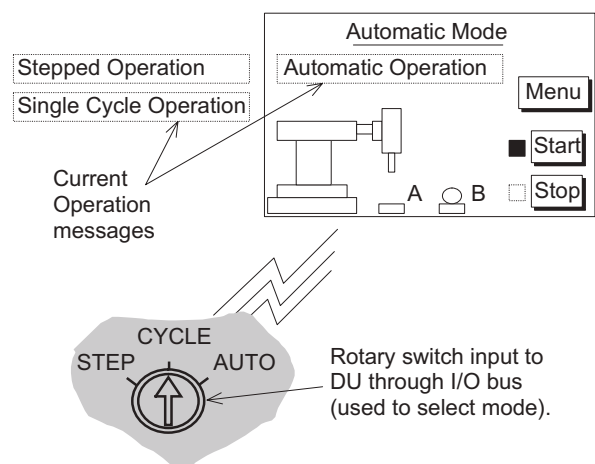 Automatic Mode
Stepped Operation
Automatic Operation
Single Cycle Operation
Menu
Start
A
B
Stop
Current
Operation
messages
CYCLE
STEP
AUTO
Rotary switch input to
DU through I/O bus
(used to select mode).